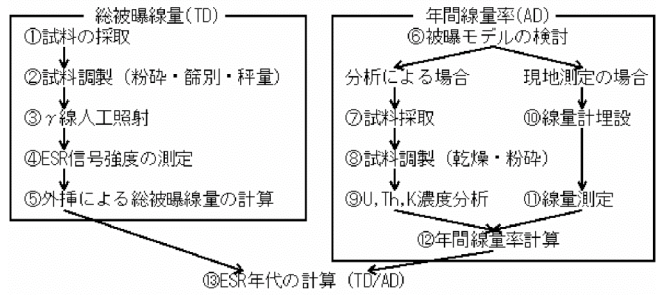 総被曝線量(TD)
①試料の採取
②試料調製（粉砕・篩別・秤量）
③γ線人工照射
④ESR信号強度の測定
⑤外挿による総被曝線量の計算
年間線量率(AD)
⑥被曝モデルの検討
分析による場合
現地測定の場合
⑦試料採取
⑩線量計埋設
⑧試料調製（乾燥・粉砕）
⑨U,Th,K濃度分析
⑪線量測定
⑫年間線量率計算
⑬ESR年代の計算 (TD/AD)